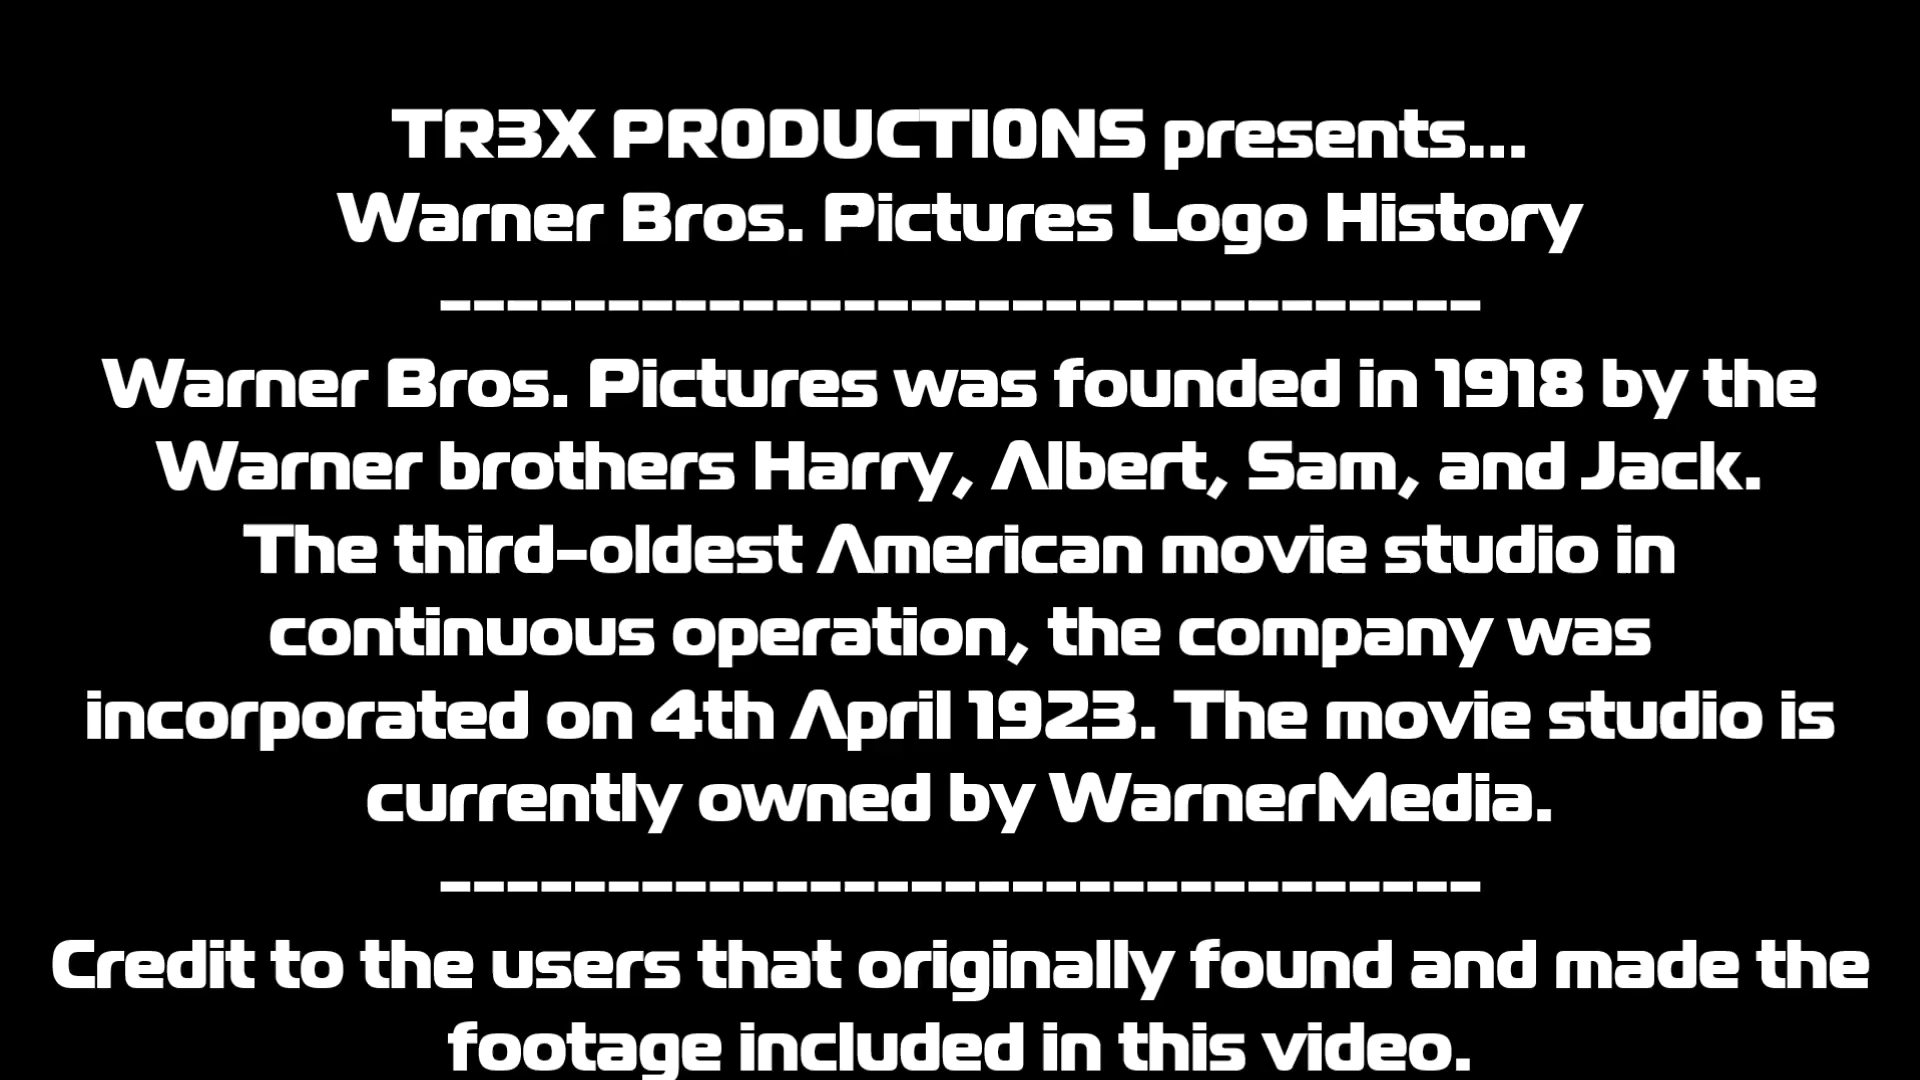 TR3X PR0DUCTI0NS presents...
Warner Bros. Pictures Logo History
-------------------------------
Warner Bros. Pictures was founded in 1918 by the
Warner brothers Harry, Albert, Sam, and Jack.
The third-oldest American movie studio in
continuous operation, the company was
incorporated on 4th April 1923. The movie studio is
currently owned by WarnerMedia.
-------------------------------
Credit to the users that originally found and made the
footage included in this video.